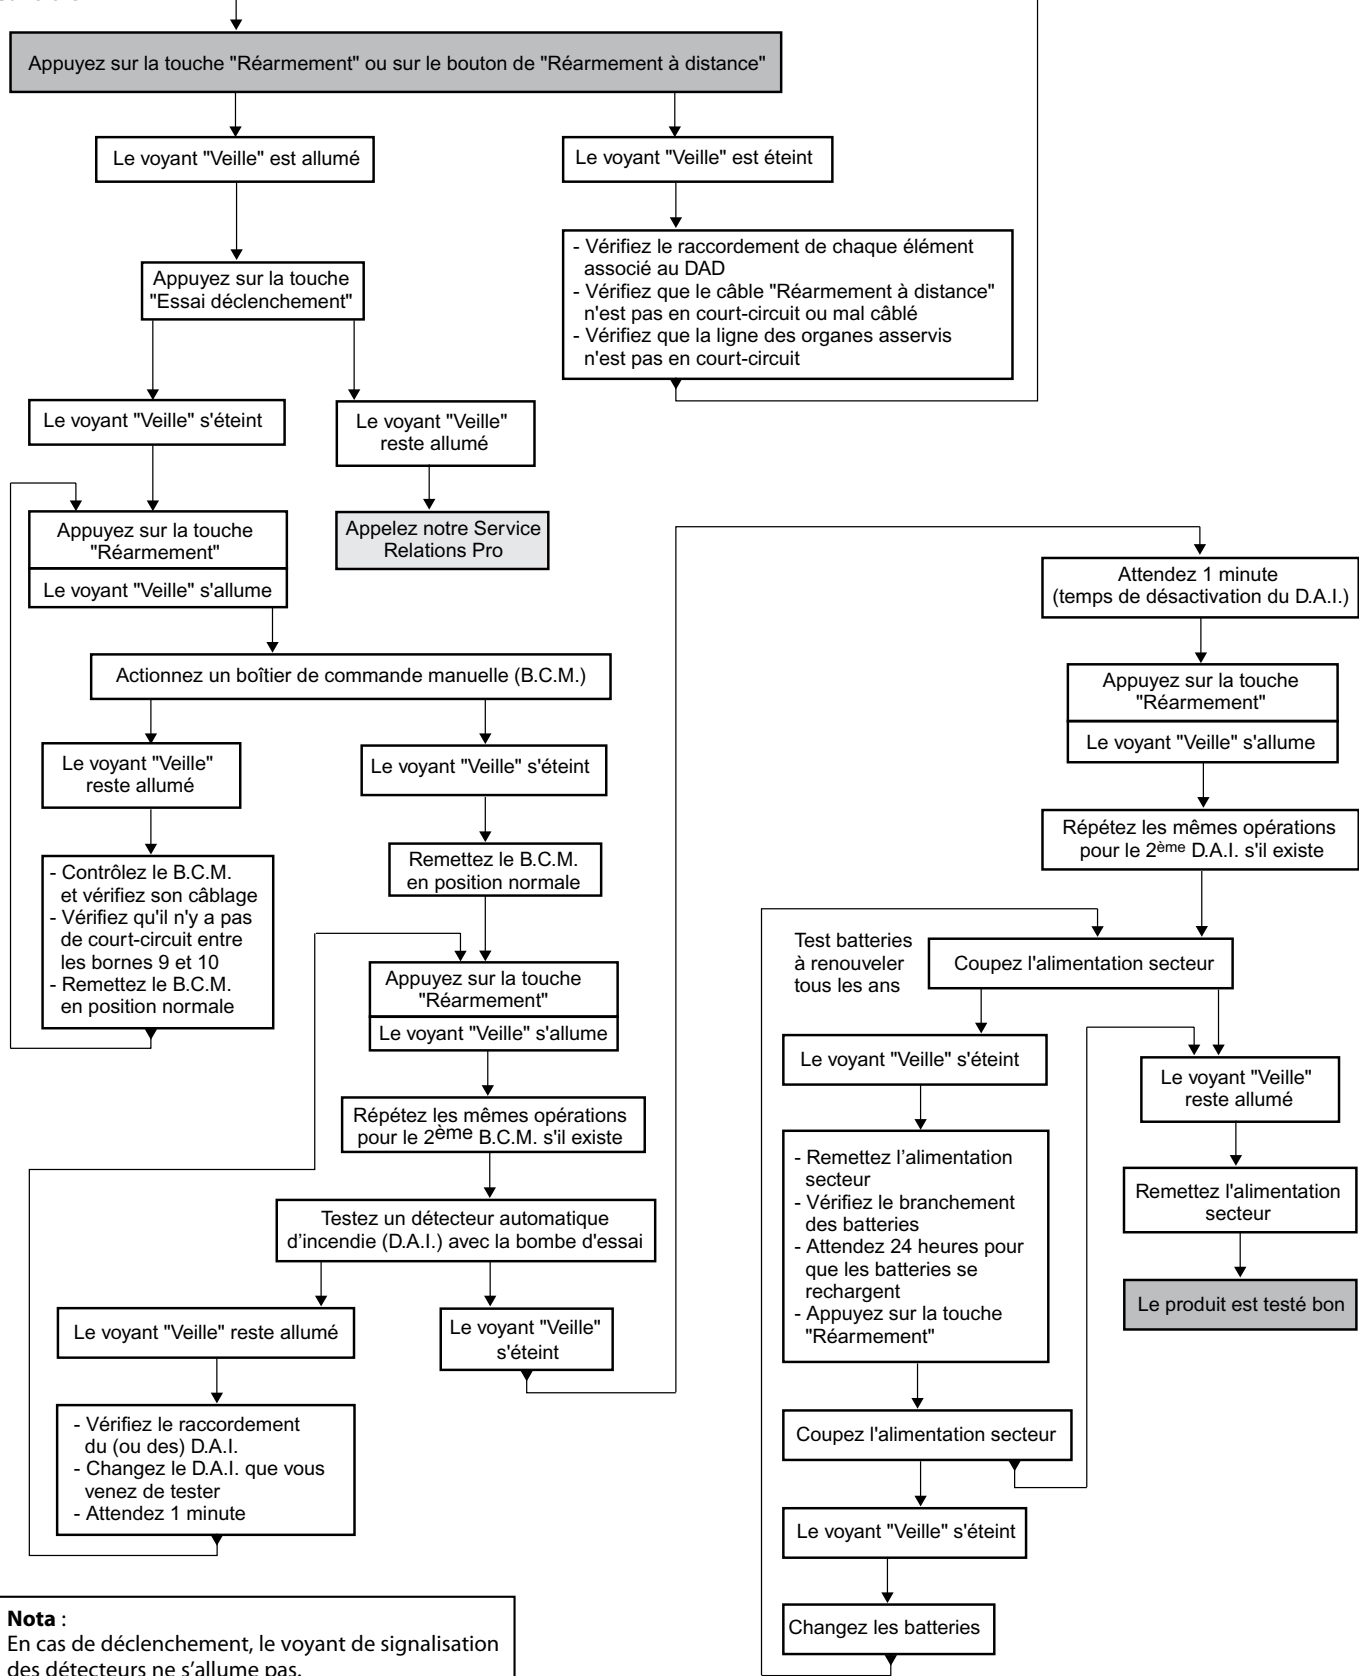 Appuyez sur la touche "Réarmement" ou sur le bouton de "Réarmement à distance"
Le voyant "Veille" est allumé
Le voyant "Veille" est éteint
- Vérifiez le raccordement de chaque élément
associé au DAD
- Vérifiez que le câble "Réarmement à distance"
n'est pas en court-circuit ou mal câblé
- Vérifiez que la ligne des organes asservis
n'est pas en court-circuit
Appuyez sur la touche
"Essai déclenchement"
Le voyant "Veille" s'éteint
Le voyant "Veille"
reste allumé
Appuyez sur la touche
"Réarmement"
Le voyant "Veille" s'allume
Appelez notre Service
Relations Pro
Actionnez un boîtier de commande manuelle (B.C.M.)
Le voyant "Veille"
reste allumé
Le voyant "Veille" s'éteint
- Contrôlez le B.C.M.
et vérifiez son câblage
- Vérifiez qu'il n'y a pas
de court-circuit entre
les bornes 9 et 10
- Remettez le B.C.M.
en position normale
Remettez le B.C.M.
en position normale
Appuyez sur la touche
"Réarmement"
Le voyant "Veille" s'allume
Répétez les mêmes opérations
pour le 2ème B.C.M. s'il existe
Testez un détecteur automatique
d’incendie (D.A.I.) avec la bombe d'essai
Le voyant "Veille" reste allumé
Le voyant "Veille"
s'éteint
- Vérifiez le raccordement
du (ou des) D.A.I.
- Changez le D.A.I. que vous
venez de tester
- Attendez 1 minute
Attendez 1 minute
(temps de désactivation du D.A.I.)
Appuyez sur la touche
"Réarmement"
Le voyant "Veille" s'allume
Répétez les mêmes opérations
pour le 2ème D.A.I. s'il existe
Test batteries
à renouveler
tous les ans
Coupez l'alimentation secteur
Le voyant "Veille" s'éteint
Le voyant "Veille"
reste allumé
- Remettez l’alimentation
secteur
- Vérifiez le branchement
des batteries
- Attendez 24 heures pour
que les batteries se
rechargent
- Appuyez sur la touche
"Réarmement"
Remettez l'alimentation
secteur
Le produit est testé bon
Coupez l'alimentation secteur
Le voyant "Veille" s'éteint
Changez les batteries
Nota :
En cas de déclenchement, le voyant de signalisation
des détecteurs ne s’allume pas.